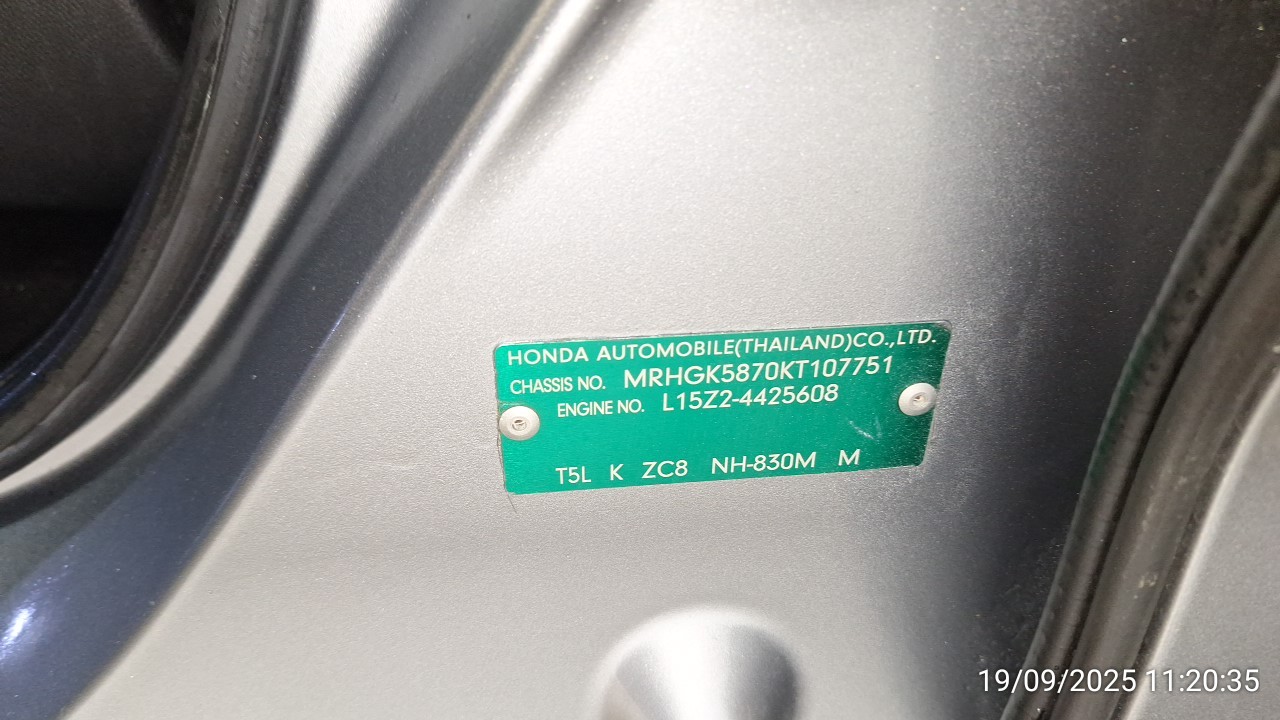 HONDA AUTOMOBILE(THAILAND)CO.,LTD.
CHASSIS NO. MRHGK5870KT107751
ENGINE NO. L15Z2-4425608
T5L K ZC8 NH-830M M
19/09/2025 11:20:35